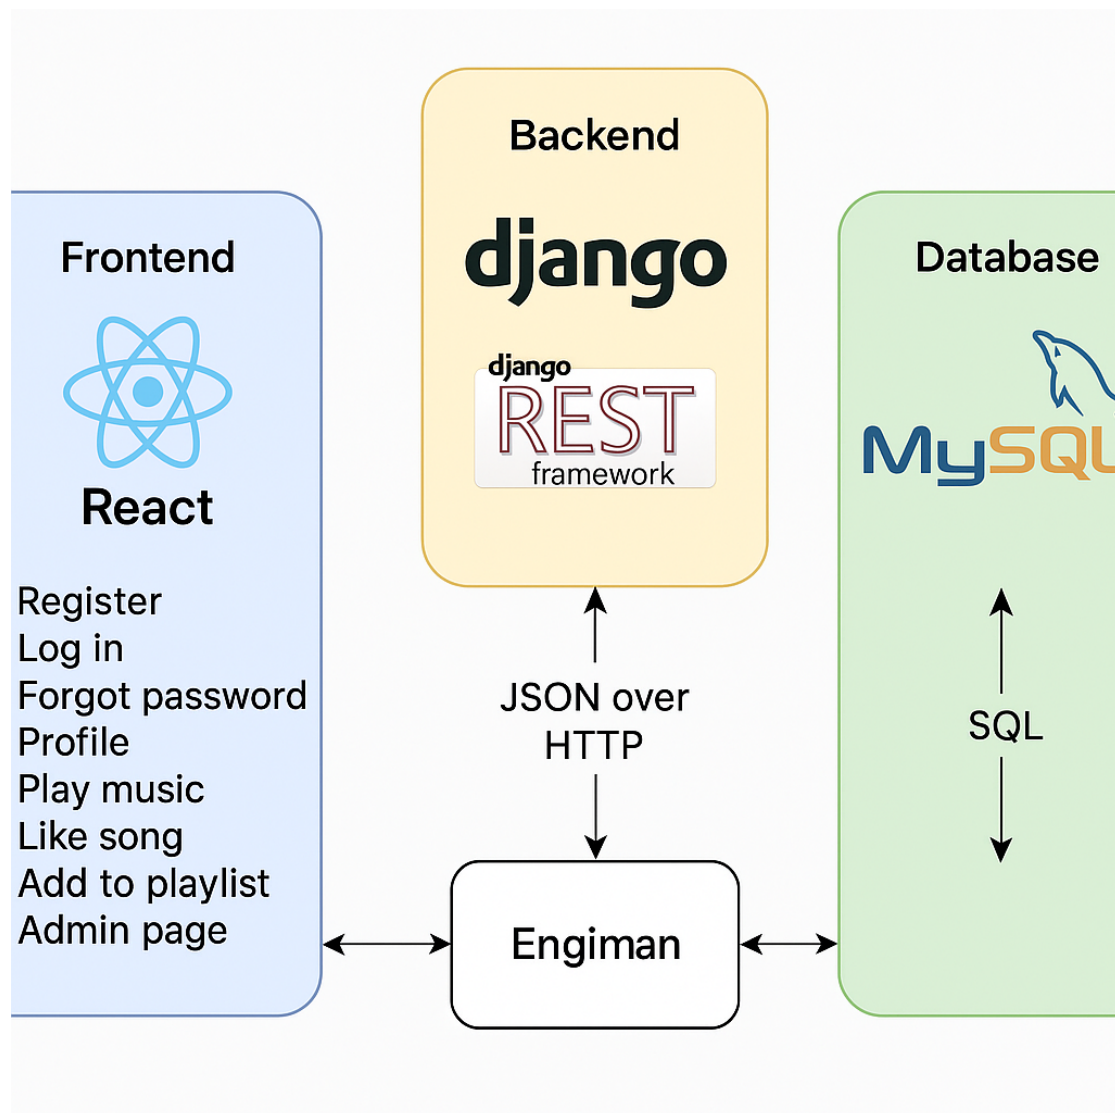 Backend
django
django
REST
framework
Frontend
React
Register
Log in
Forgot password
Profile
Play music
Like song
Add to playlist
Admin page
JSON over
HTTP
Engiman
Database
MySQL
SQL